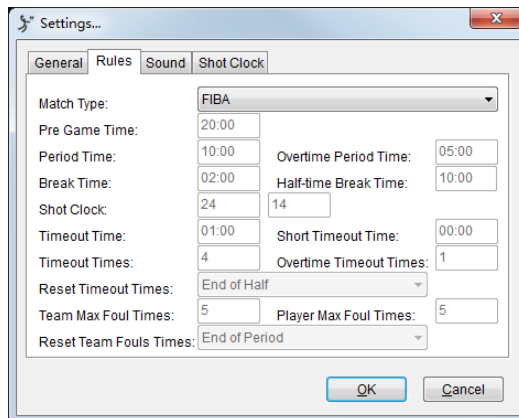 Settings...
General Rules Sound Shot Clock
Match Type: FIBA
Pre Game Time: 20:00
Period Time: 10:00 Overtime Period Time: 05:00
Break Time: 02:00 Half-time Break Time: 10:00
Shot Clock: 24 14
Timeout Time: 01:00 Short Timeout Time: 00:00
Timeout Times: 4 Overtime Timeout Times: 1
Reset Timeout Times: End of Half
Team Max Foul Times: 5 Player Max Foul Times: 5
Reset Team Fouls Times: End of Period
OK Cancel